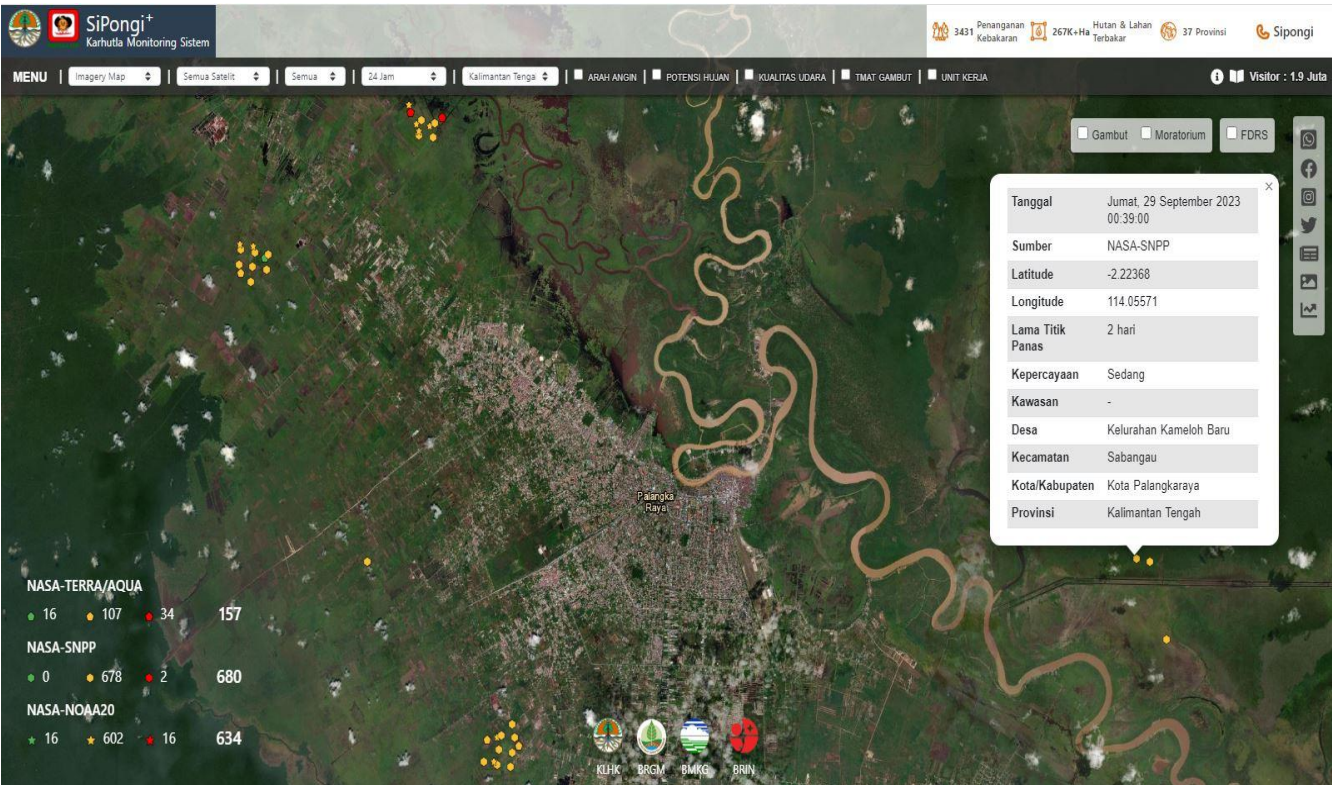 SiPongi+
Karhutla Monitoring Sistem
3431 Penanganan Kebakaran
267K+Ha Hutan & Lahan Terbakar
37 Provinsi
Sipongi
MENU | Imagery Map | Semua Satelit | Semua | 24 Jam | Kalimantan Tenga | ARAH ANGIN | POTENSI HUJAN | KUALITAS UDARA | TMAT GAMBUT | UNIT KERJA
Visitor : 1.9 Juta
Gambut Moratorium FDRS
×
Tanggal Jumat, 29 September 2023
00:39:00
Sumber NASA-SNPP
Latitude -2.22368
Longitude 114.05571
Lama Titik Panas 2 hari
Kepercayaan Sedang
Kawasan -
Desa Kelurahan Kameloh Baru
Kecamatan Sabangau
Kota/Kabupaten Kota Palangkaraya
Provinsi Kalimantan Tengah
Palangka
Raya
NASA-TERRA/AQUA
16 107 34 157
NASA-SNPP
0 678 2 680
NASA-NOAA20
16 602 16 634
KLHK BRGM BMKG BRIN